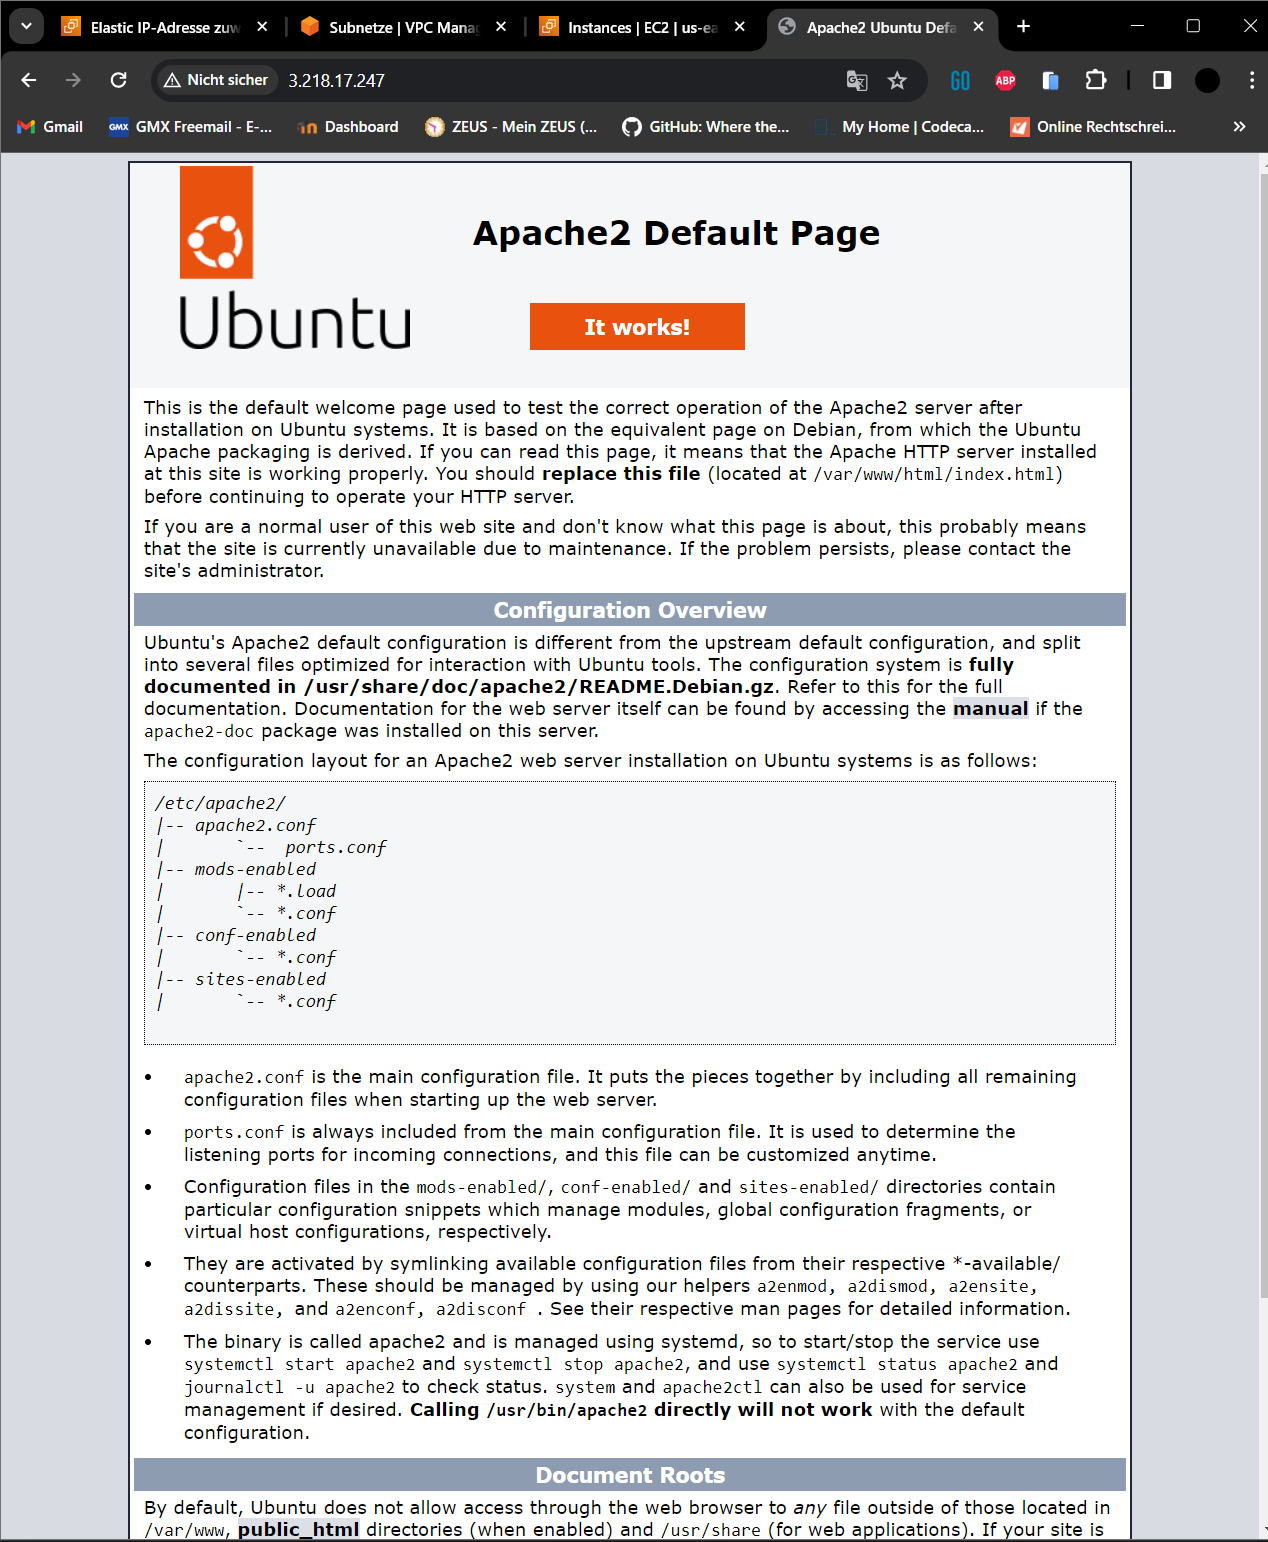 Elastic IP-Adresse zuw
Subnetze | VPC Manag
Instances | EC2 | us-ea
Apache2 Ubuntu Defa
Nicht sicher
3.218.17.247
GO
ABP
Gmail
GMX
GMX Freemail - E-...
Dashboard
ZEUS - Mein ZEUS (...
GitHub: Where the...
My Home | Codeca...
Online Rechtschrei...
Ubuntu
Apache2 Default Page
It works!
This is the default welcome page used to test the correct operation of the Apache2 server after
installation on Ubuntu systems. It is based on the equivalent page on Debian, from which the Ubuntu
Apache packaging is derived. If you can read this page, it means that the Apache HTTP server installed
at this site is working properly. You should replace this file (located at /var/www/html/index.html)
before continuing to operate your HTTP server.
If you are a normal user of this web site and don't know what this page is about, this probably means
that the site is currently unavailable due to maintenance. If the problem persists, please contact the
site's administrator.
Configuration Overview
Ubuntu's Apache2 default configuration is different from the upstream default configuration, and split
into several files optimized for interaction with Ubuntu tools. The configuration system is fully
documented in /usr/share/doc/apache2/README.Debian.gz. Refer to this for the full
documentation. Documentation for the web server itself can be found by accessing the manual if the
apache2-doc package was installed on this server.
The configuration layout for an Apache2 web server installation on Ubuntu systems is as follows:
/etc/apache2/
|-- apache2.conf
|       `--  ports.conf
|-- mods-enabled
|       |-- *.load
|       `-- *.conf
|-- conf-enabled
|       `-- *.conf
|-- sites-enabled
|       `-- *.conf
• apache2.conf is the main configuration file. It puts the pieces together by including all remaining
configuration files when starting up the web server.
• ports.conf is always included from the main configuration file. It is used to determine the
listening ports for incoming connections, and this file can be customized anytime.
• Configuration files in the mods-enabled/, conf-enabled/ and sites-enabled/ directories contain
particular configuration snippets which manage modules, global configuration fragments, or
virtual host configurations, respectively.
• They are activated by symlinking available configuration files from their respective *-available/
counterparts. These should be managed by using our helpers a2enmod, a2dismod, a2ensite,
a2dissite, and a2enconf, a2disconf . See their respective man pages for detailed information.
• The binary is called apache2 and is managed using systemd, so to start/stop the service use
systemctl start apache2 and systemctl stop apache2, and use systemctl status apache2 and
journalctl -u apache2 to check status. system and apache2ctl can also be used for service
management if desired. Calling /usr/bin/apache2 directly will not work with the default
configuration.
Document Roots
By default, Ubuntu does not allow access through the web browser to any file outside of those located in
/var/www, public_html directories (when enabled) and /usr/share (for web applications). If your site is